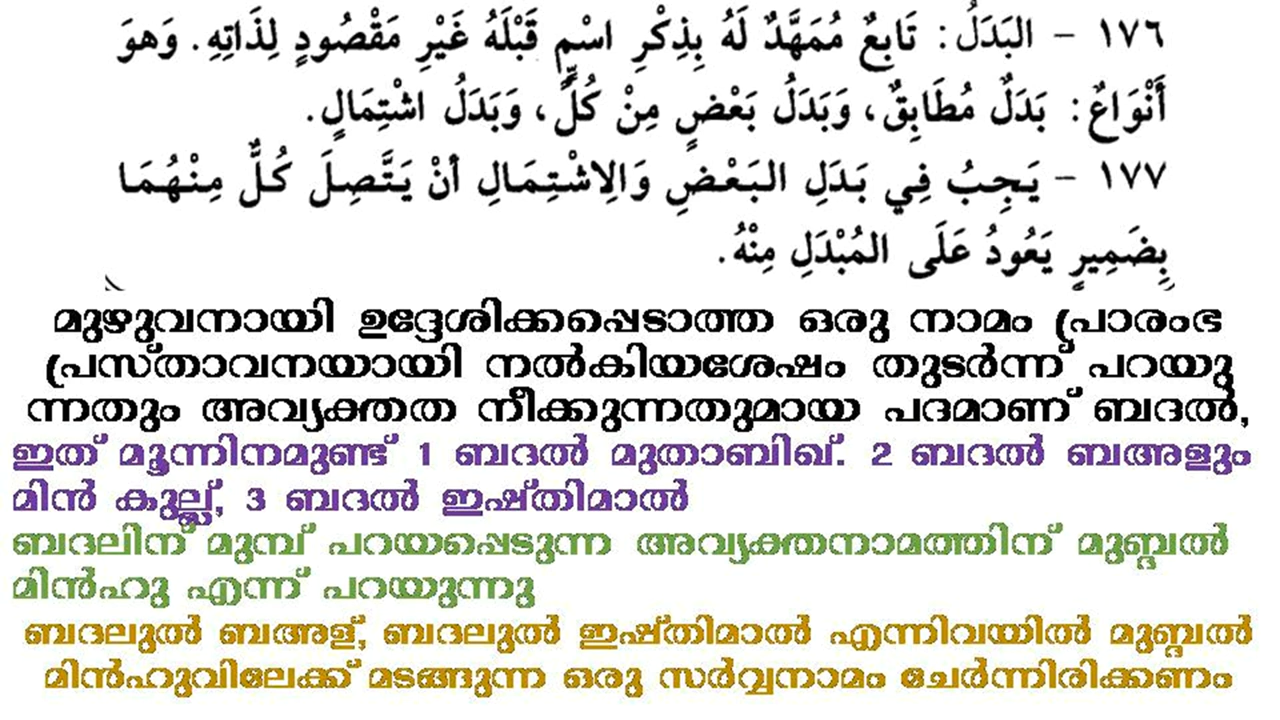 ١٧٦ - البَدَلُ: تَابِعٌ مُمَهَّدٌ لَهُ بِذِكْرِ اسْمٍ قَبْلَهُ غَيْرِ مَقْصُودٍ لِذَاتِهِ. وَهوَ
أَنْوَاعٌ: بَدَلٌ مُطَابِقٌ، وَبَدَلُ بَعْضٍ مِنْ كُلٍّ، وَبَدَلُ اشْتِمَالٍ.
١٧٧ - يَجِبُ فِي بَدَلِ البَعْضِ وَالِاشْتِمَالِ أنْ يَتَّصِلَ كُلٌّ مِنْهُمَا
بِضَمِيرٍ يَعُودُ عَلَى المُبْدَلِ مِنْهُ.
മുഴുവനായി ഉദ്ദേശിക്കപ്പെടാത്ത ഒരു നാമം പ്രാരംഭ
പ്രസ്താവനയായി നൽകിയശേഷം തുടർന്ന് പറയു
ന്നതും അവ്യക്തത നീക്കുന്നതുമായ പദമാണ് ബദൽ,
ഇത് മൂന്നിനമുണ്ട് 1 ബദൽ മുതാബിഖ്. 2 ബദൽ ബഅളും
മിൻ കുല്ല്, 3 ബദൽ ഇഷ്തിമാൽ
ബദലിന് മുമ്പ് പറയപ്പെടുന്ന അവ്യക്തനാമത്തിന് മുബ്ദൽ
മിൻഹു എന്ന് പറയുന്നു
ബദലുൽ ബഅള്, ബദലുൽ ഇഷ്തിമാൽ എന്നിവയിൽ മുബ്ദൽ
മിൻഹുവിലേക്ക് മടങ്ങുന്ന ഒരു സർവ്വനാമം ചേർന്നിരിക്കണം